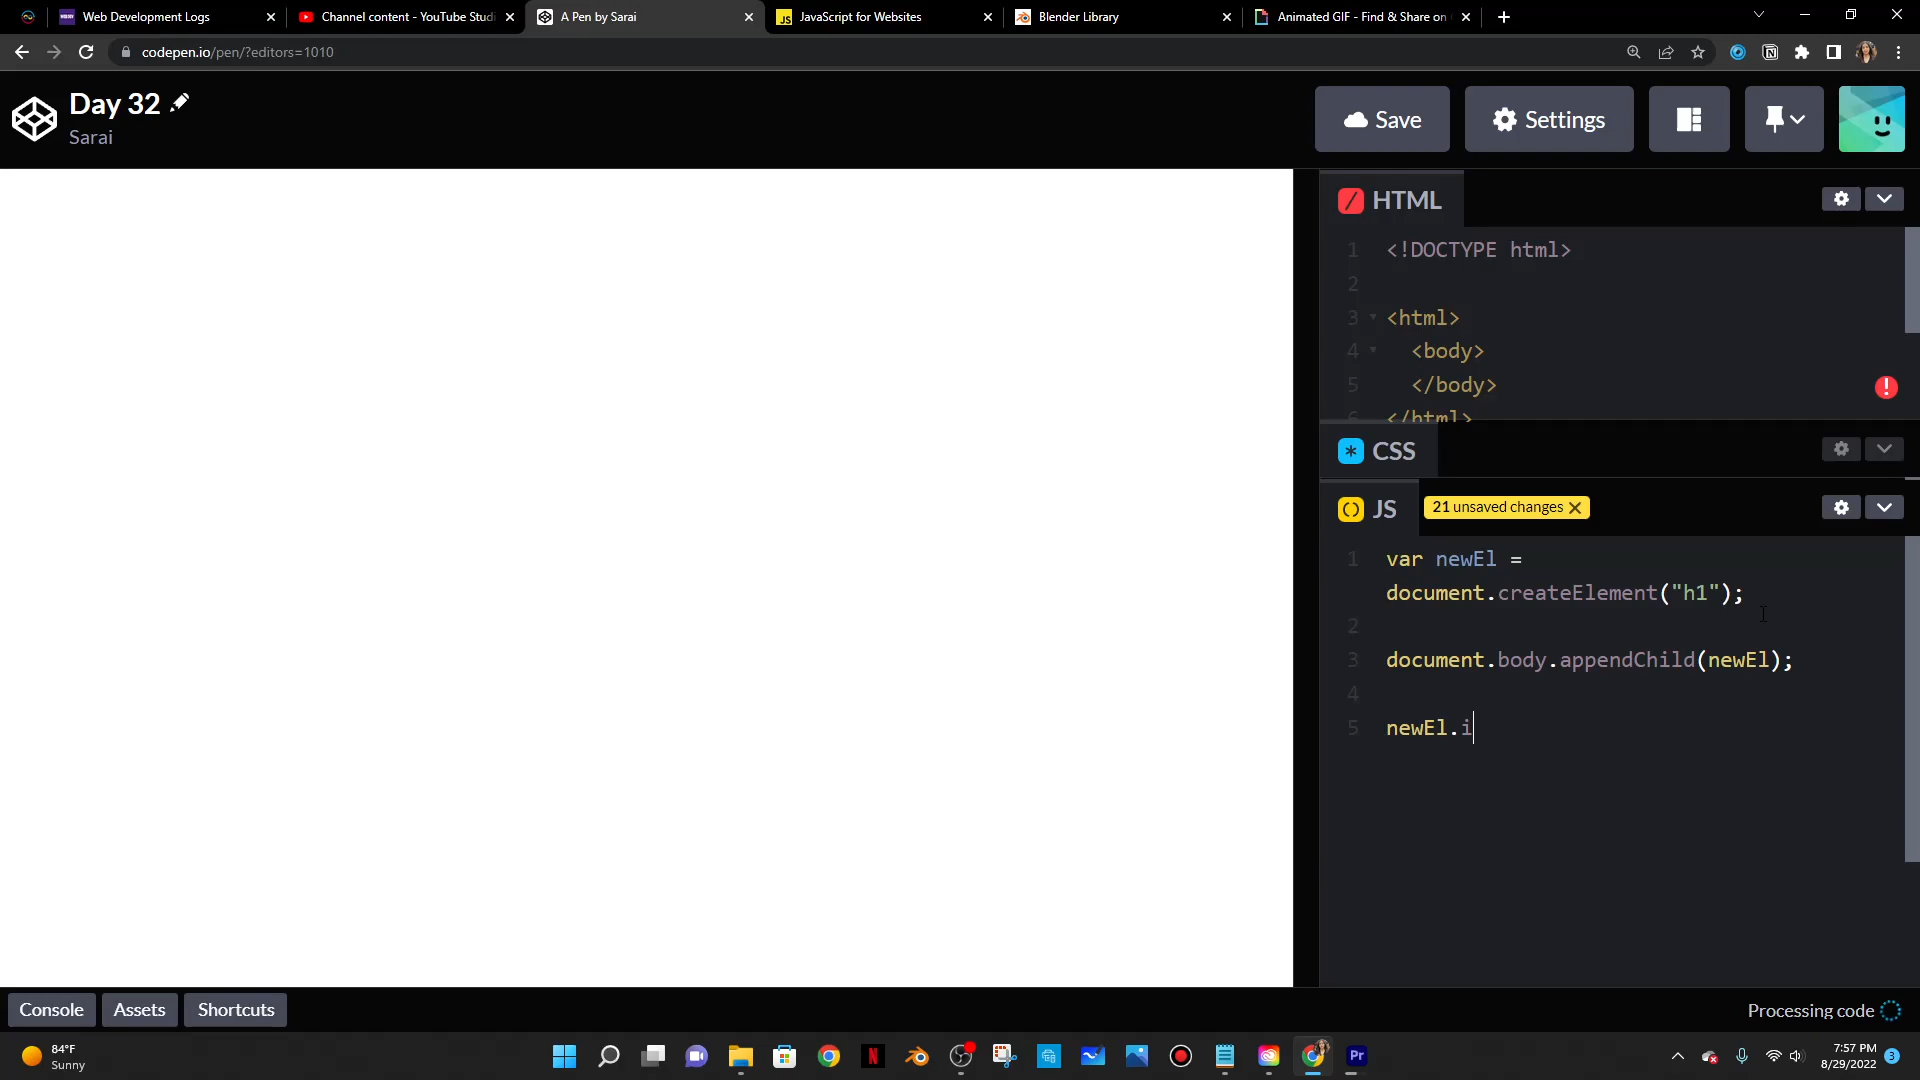 Web Development Logs
Channel content - YouTube Studi
A Pen by Sarai
JavaScript for Websites
Blender Library
Animated GIF - Find & Share on
codepen.io/pen/?editors=1010
Day 32
Sarai
Save
Settings
HTML
1 <!DOCTYPE html>
2
3 <html>
4 <body>
5 </body>
6 </html>
CSS
JS
21 unsaved changes
1 var newEl =
document.createElement("h1");
2
3 document.body.appendChild(newEl);
4
5 newEl.i
Console
Assets
Shortcuts
Processing code
84°F
Sunny
7:57 PM
8/29/2022
3